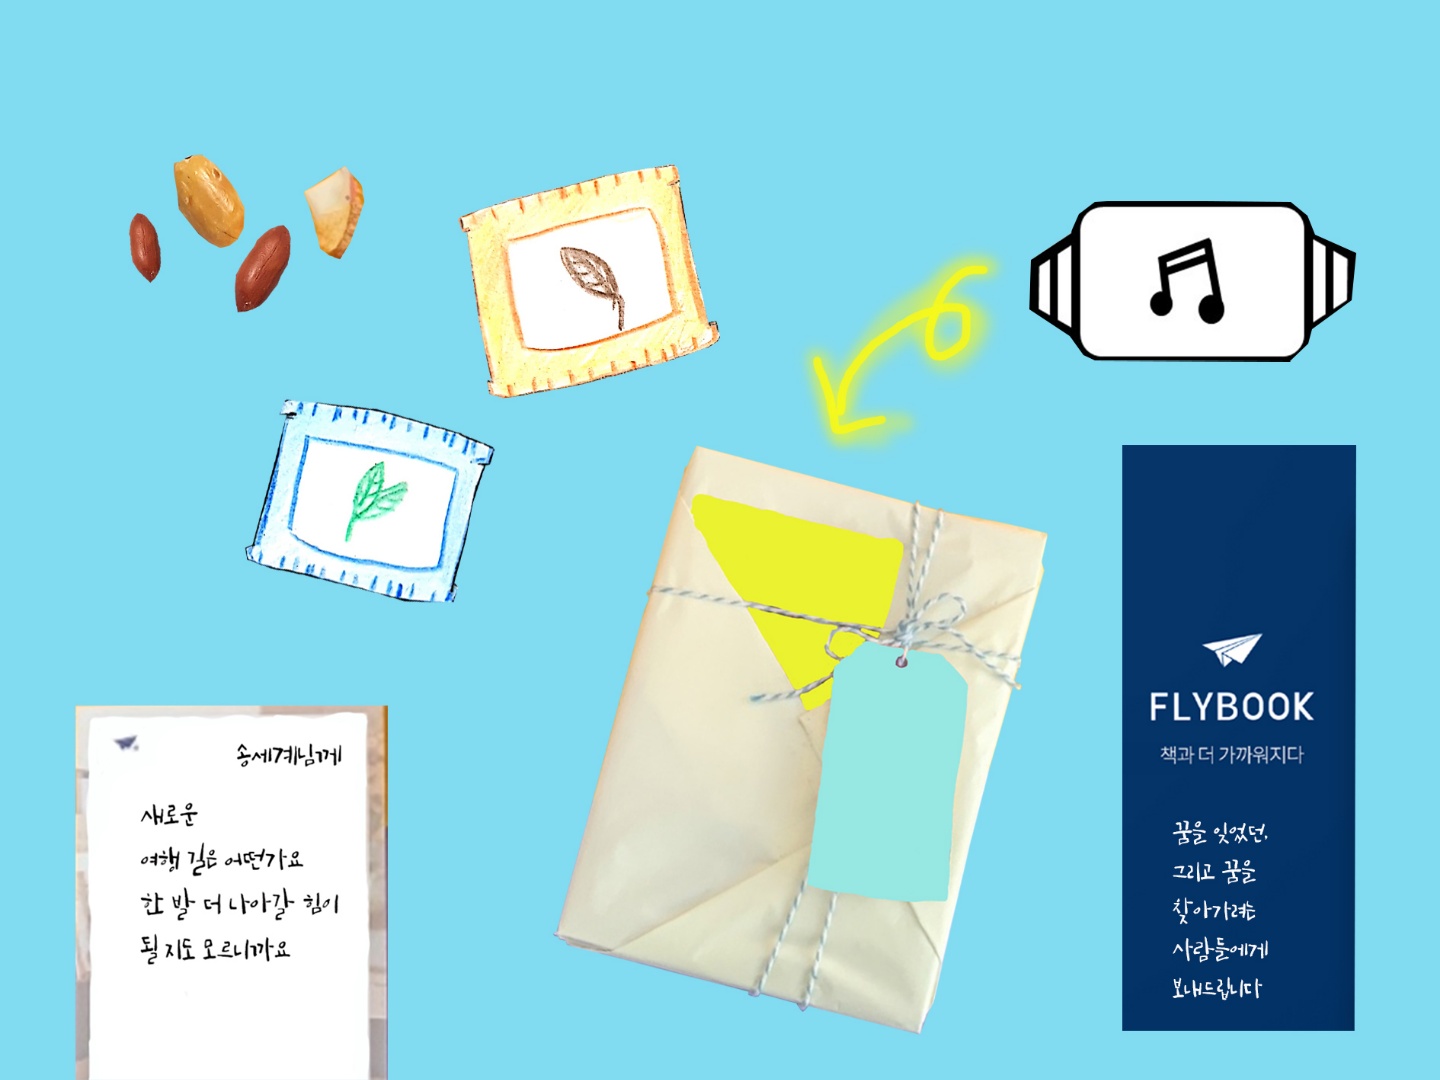 송세계님께
새로운
여행 길은 어떤가요
한 발 더 나아갈 힘이
될 지도 모르니까요
FLYBOOK
책과 더 가까워지다
꿈을 잊었던,
그리고 꿈을
찾아가려는
사람들에게
보내드립니다